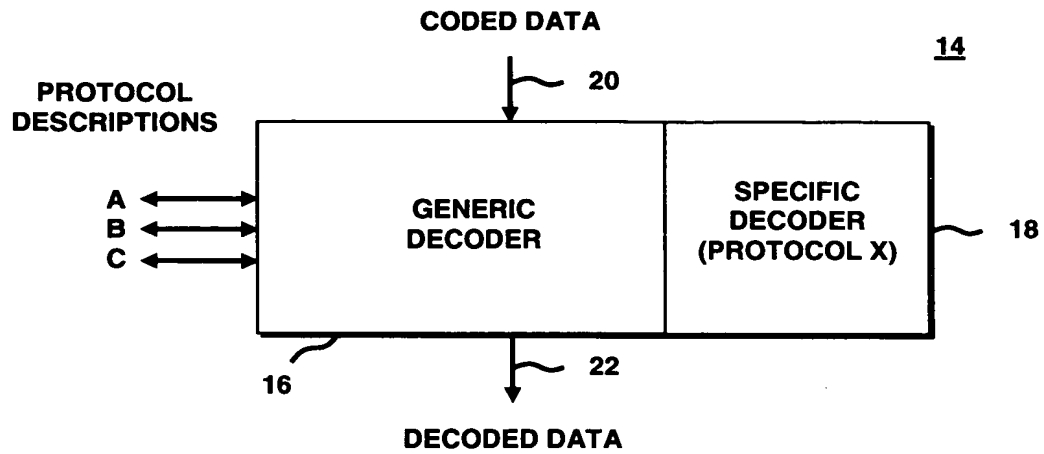 CODED DATA
14
20
PROTOCOL
DESCRIPTIONS
A
B
C
GENERIC
DECODER
SPECIFIC
DECODER
(PROTOCOL X)
18
16
22
DECODED DATA